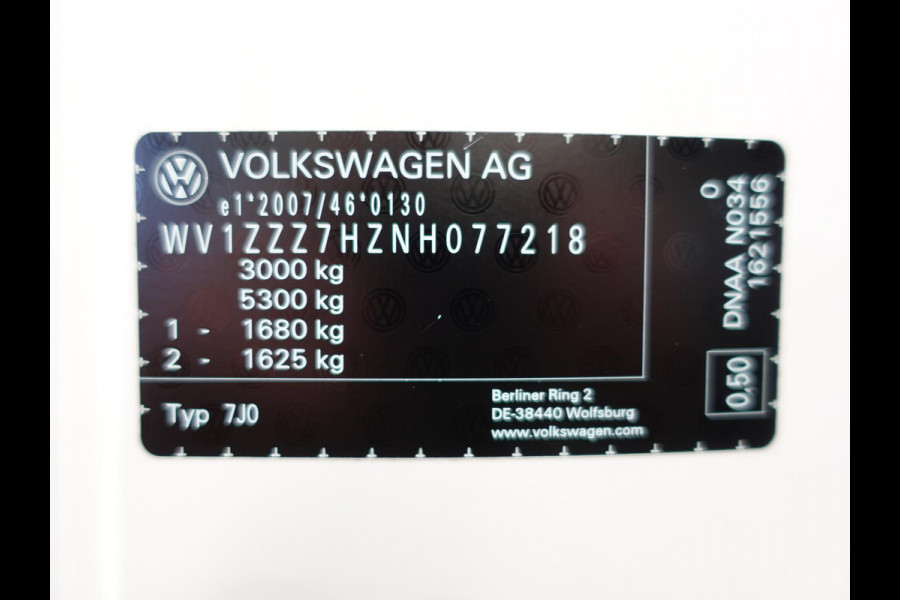 VOLKSWAGEN AG
e1*2007/46*0130
WV1ZZZ7HZNH077218
3000 kg
5300 kg
1 - 1680 kg
2 - 1625 kg
Typ 7J0
Berliner Ring 2
DE-38440 Wolfsburg
www.volkswagen.com
0
DNAA N034
1621556
0,50